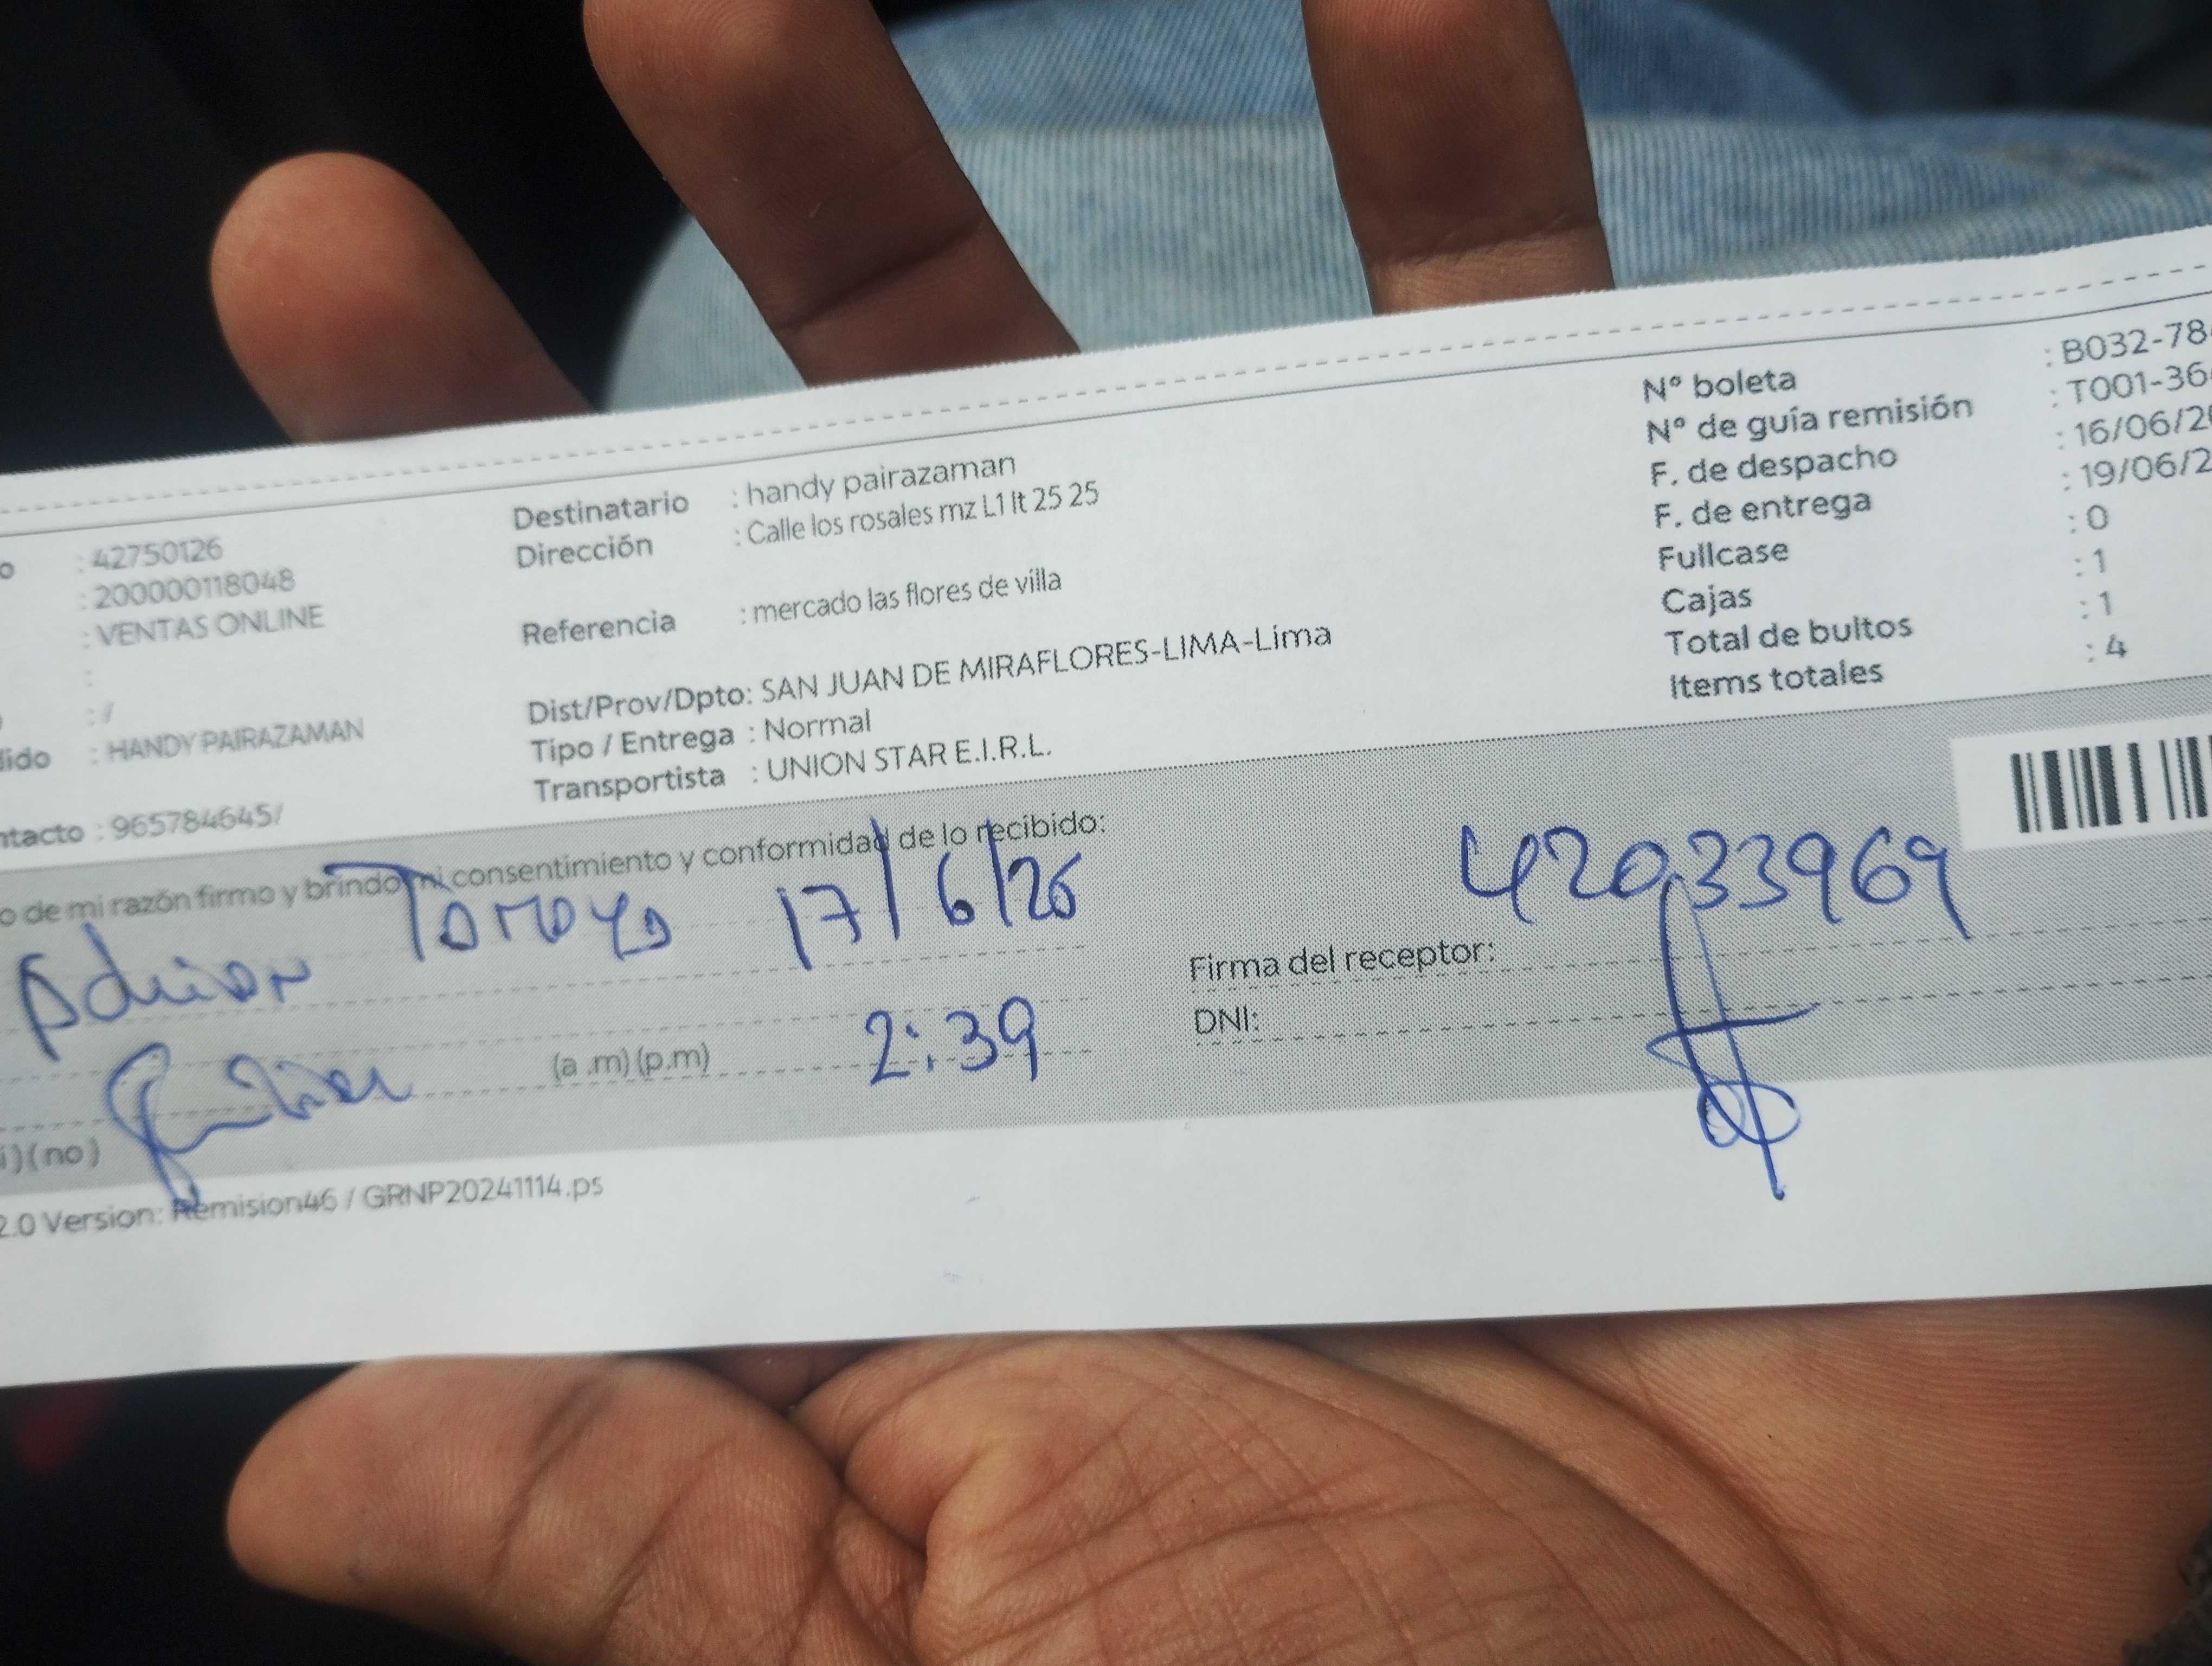 o : 42750126
: 200000118048
: VENTAS ONLINE
:
: /
dido : HANDY PAIRAZAMAN
ntacto : 965784645/
Destinatario : handy pairazaman
Dirección : Calle los rosales mz L1 lt 25 25
Referencia : mercado las flores de villa
Dist/Prov/Dpto: SAN JUAN DE MIRAFLORES-LIMA-Lima
Tipo / Entrega : Normal
Transportista : UNION STAR E.I.R.L.
Nº boleta : B032-78
Nº de guía remisión : T001-36
F. de despacho : 16/06/20
F. de entrega : 19/06/2
Fullcase : 0
Cajas : 1
Total de bultos : 1
Items totales : 4
o de mi razón firmo y brindo mi consentimiento y conformidad de lo recibido:
Adrian Tamayo 17/6/26
42033969
Firma del receptor:
(a .m) (p.m) 2:39
DNI:
i) (no)
2.0 Version: Remision46 / GRNP20241114.ps